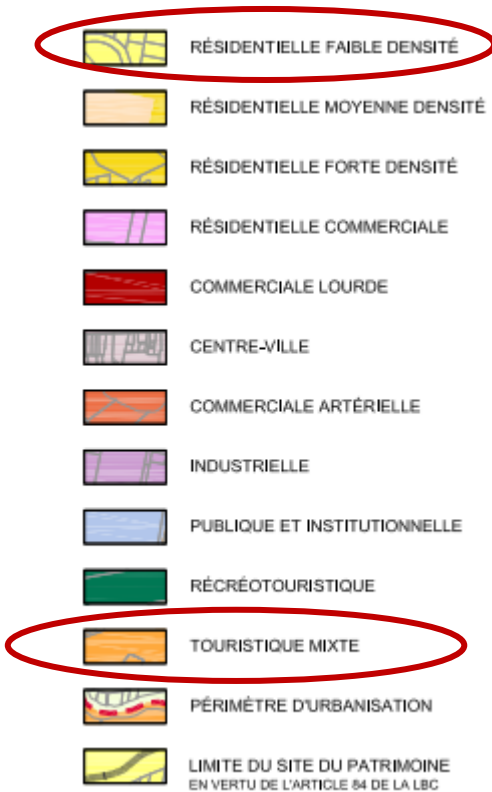 RÉSIDENTIELLE FAIBLE DENSITÉ
RÉSIDENTIELLE MOYENNE DENSITÉ
RÉSIDENTIELLE FORTE DENSITÉ
RÉSIDENTIELLE COMMERCIALE
COMMERCIALE LOURDE
CENTRE-VILLE
COMMERCIALE ARTÉRIELLE
INDUSTRIELLE
PUBLIQUE ET INSTITUTIONNELLE
RÉCRÉOTOURISTIQUE
TOURISTIQUE MIXTE
PÉRIMÈTRE D'URBANISATION
LIMITE DU SITE DU PATRIMOINE
EN VERTU DE L'ARTICLE 84 DE LA LBC